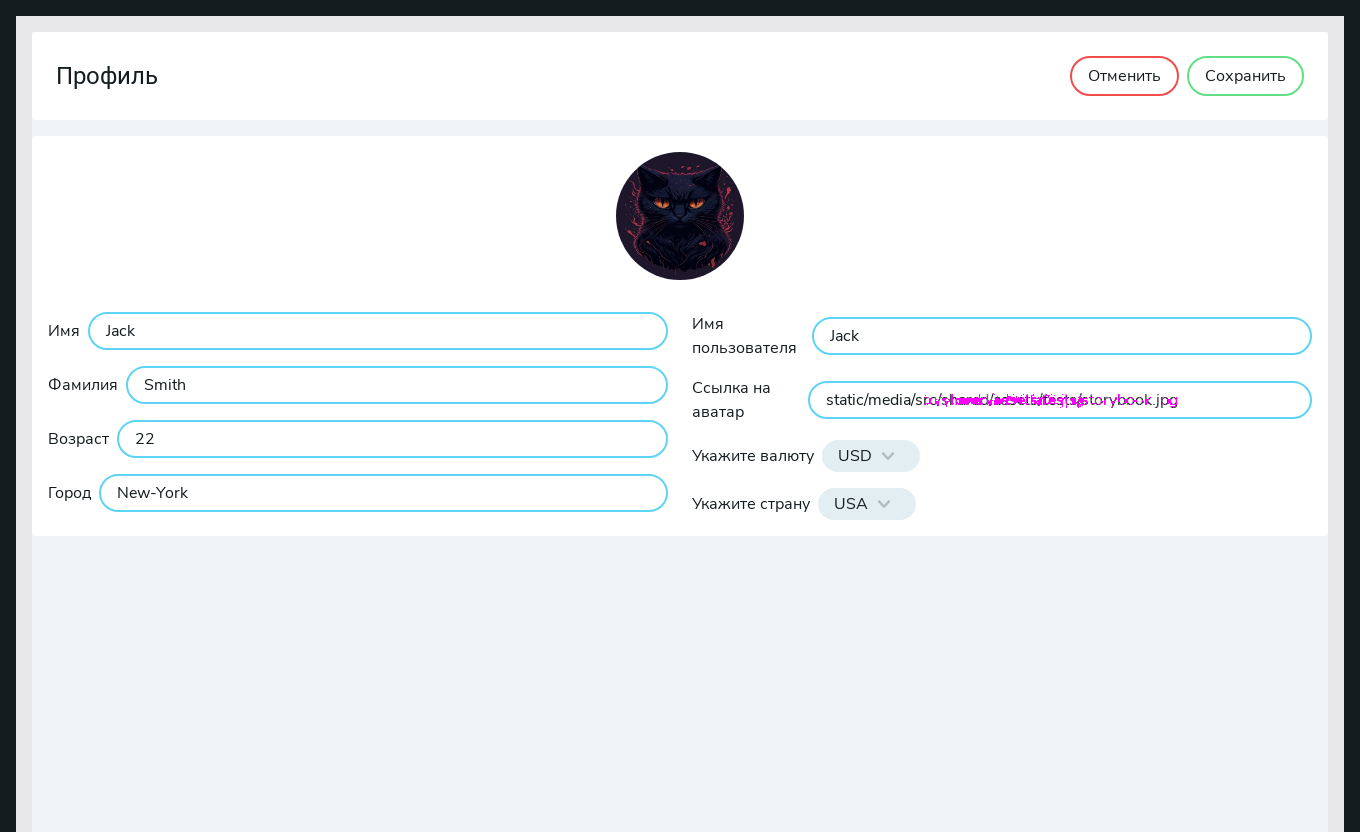 Профиль
Отменить
Сохранить
Имя
Jack
Фамилия
Smith
Возраст
22
Город
New-York
Имя
пользователя
Jack
Ссылка на
аватар
static/media/src/shared/assets/tests/storybook.jpg
Укажите валюту
USD
Укажите страну
USA